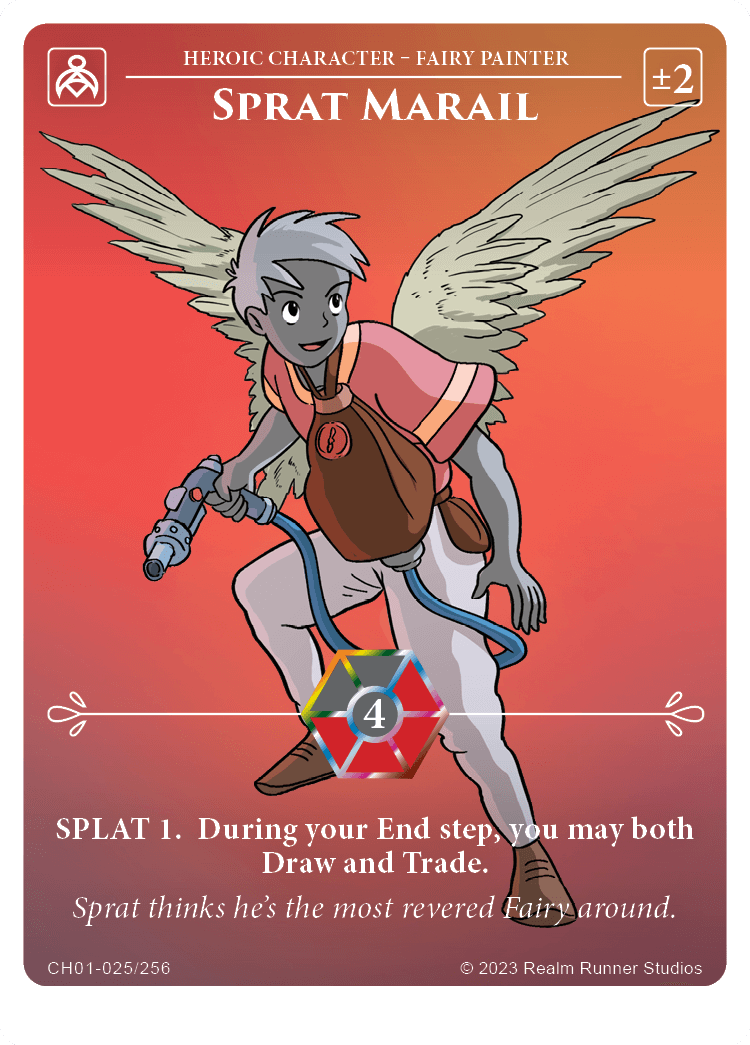 HEROIC CHARACTER – FAIRY PAINTER
±2
SPRAT MARAIL
4
SPLAT 1. During your End step, you may both
Draw and Trade.
Sprat thinks he's the most revered Fairy around.
CH01-025/256
© 2023 Realm Runner Studios